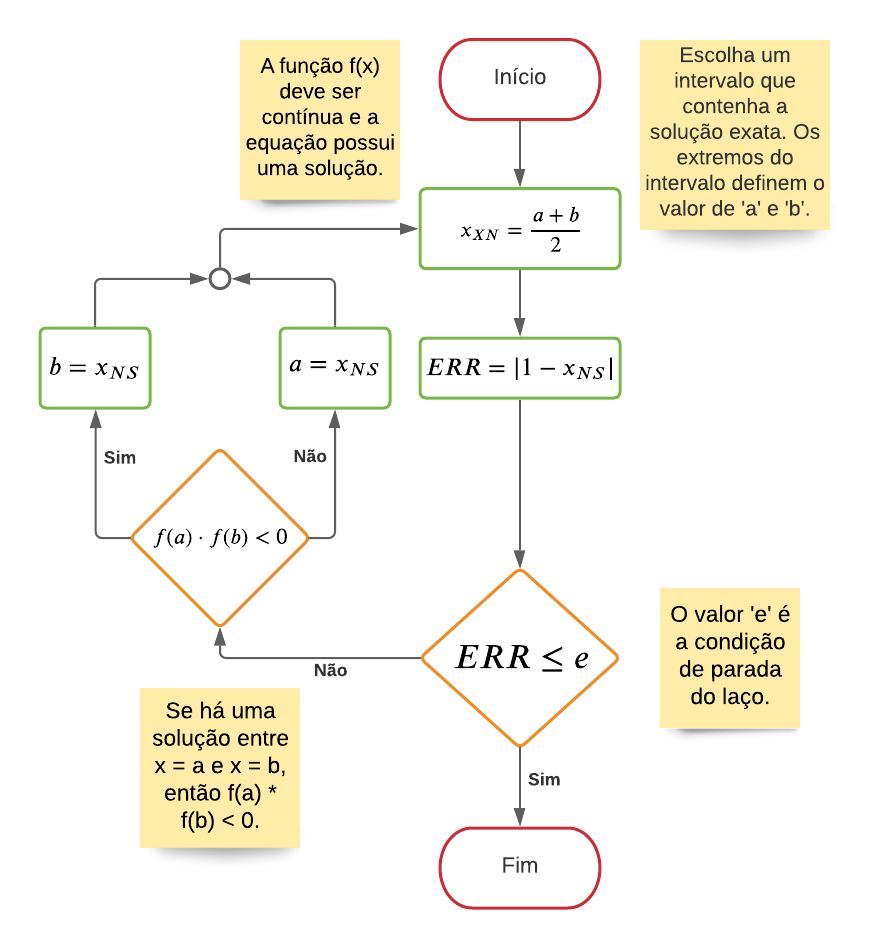 A função f(x)
deve ser
contínua e a
equação possui
uma solução.
Início
Escolha um
intervalo que
contenha a
solução exata. Os
extremos do
intervalo definem o
valor de 'a' e 'b'.
x_{XN} = \frac{a + b}{2}
b = x_{NS}
a = x_{NS}
ERR = |1 − x_{NS}|
Sim
Não
f(a) · f(b) < 0
ERR ≤ e
Não
O valor 'e' é
a condição
de parada
do laço.
Se há uma
solução entre
x = a e x = b,
então f(a) *
f(b) < 0.
Sim
Fim